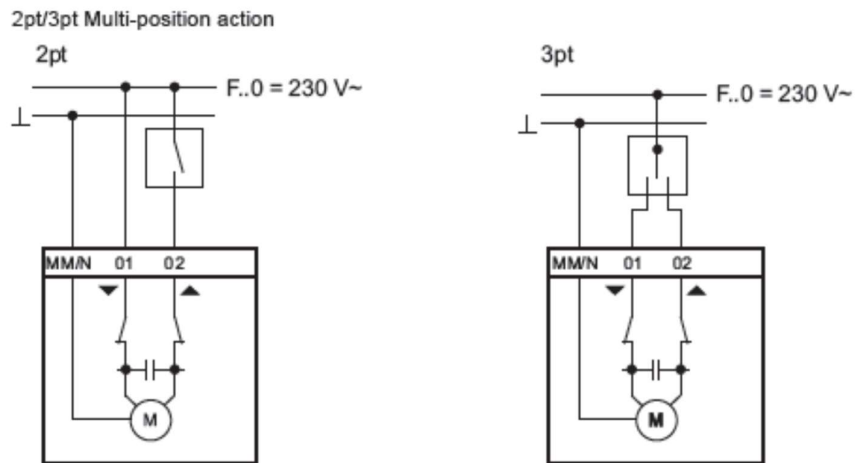 2pt/3pt Multi-position action
2pt
F..0 = 230 V~
⊥
MM/N 01 02
▼ ▲
M
3pt
F..0 = 230 V~
⊥
MM/N 01 02
▼ ▲
M